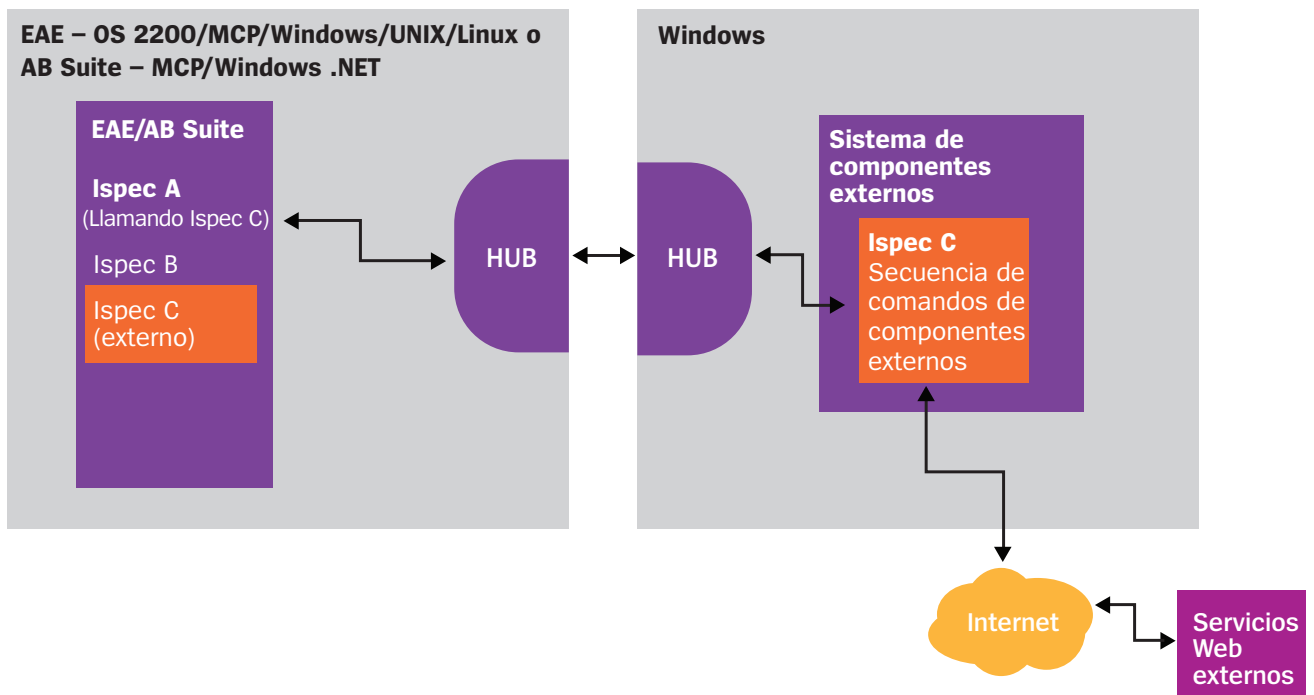 EAE – OS 2200/MCP/Windows/UNIX/Linux o
AB Suite – MCP/Windows .NET
EAE/AB Suite
Ispec A
(Llamando Ispec C)
Ispec B
Ispec C
(externo)
HUB
Windows
HUB
Sistema de
componentes
externos
Ispec C
Secuencia de
comandos de
componentes
externos
Internet
Servicios
Web
externos